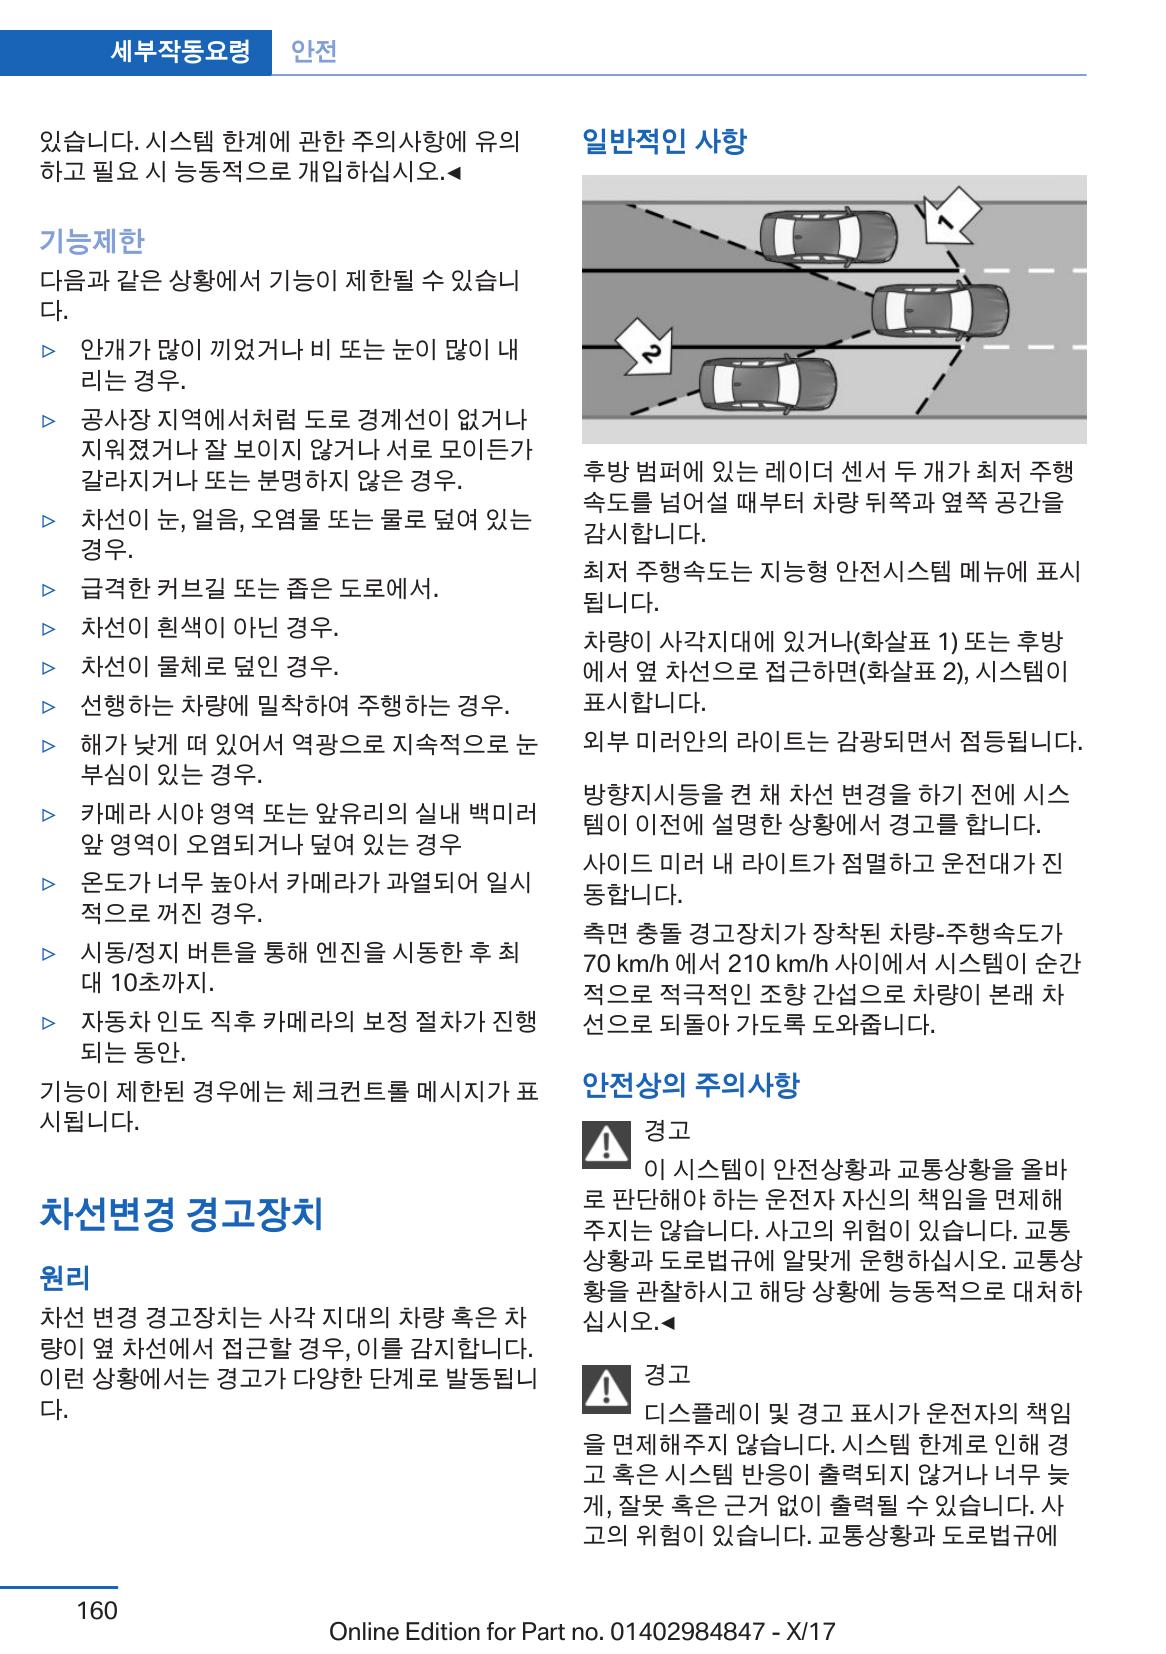 세부작동요령 안전
있습니다. 시스템 한계에 관한 주의사항에 유의
하고 필요 시 능동적으로 개입하십시오.◄
기능제한
다음과 같은 상황에서 기능이 제한될 수 있습니
다.
▷ 안개가 많이 끼었거나 비 또는 눈이 많이 내
리는 경우.
▷ 공사장 지역에서처럼 도로 경계선이 없거나
지워졌거나 잘 보이지 않거나 서로 모이든가
갈라지거나 또는 분명하지 않은 경우.
▷ 차선이 눈, 얼음, 오염물 또는 물로 덮여 있는
경우.
▷ 급격한 커브길 또는 좁은 도로에서.
▷ 차선이 흰색이 아닌 경우.
▷ 차선이 물체로 덮인 경우.
▷ 선행하는 차량에 밀착하여 주행하는 경우.
▷ 해가 낮게 떠 있어서 역광으로 지속적으로 눈
부심이 있는 경우.
▷ 카메라 시야 영역 또는 앞유리의 실내 백미러
앞 영역이 오염되거나 덮여 있는 경우
▷ 온도가 너무 높아서 카메라가 과열되어 일시
적으로 꺼진 경우.
▷ 시동/정지 버튼을 통해 엔진을 시동한 후 최
대 10초까지.
▷ 자동차 인도 직후 카메라의 보정 절차가 진행
되는 동안.
기능이 제한된 경우에는 체크컨트롤 메시지가 표
시됩니다.
차선변경 경고장치
원리
차선 변경 경고장치는 사각 지대의 차량 혹은 차
량이 옆 차선에서 접근할 경우, 이를 감지합니다.
이런 상황에서는 경고가 다양한 단계로 발동됩니
다.
일반적인 사항
1
2
후방 범퍼에 있는 레이더 센서 두 개가 최저 주행
속도를 넘어설 때부터 차량 뒤쪽과 옆쪽 공간을
감시합니다.
최저 주행속도는 지능형 안전시스템 메뉴에 표시
됩니다.
차량이 사각지대에 있거나(화살표 1) 또는 후방
에서 옆 차선으로 접근하면(화살표 2), 시스템이
표시합니다.
외부 미러안의 라이트는 감광되면서 점등됩니다.
방향지시등을 켠 채 차선 변경을 하기 전에 시스
템이 이전에 설명한 상황에서 경고를 합니다.
사이드 미러 내 라이트가 점멸하고 운전대가 진
동합니다.
측면 충돌 경고장치가 장착된 차량-주행속도가
70 km/h 에서 210 km/h 사이에서 시스템이 순간
적으로 적극적인 조향 간섭으로 차량이 본래 차
선으로 되돌아 가도록 도와줍니다.
안전상의 주의사항
경고
이 시스템이 안전상황과 교통상황을 올바
로 판단해야 하는 운전자 자신의 책임을 면제해
주지는 않습니다. 사고의 위험이 있습니다. 교통
상황과 도로법규에 알맞게 운행하십시오. 교통상
황을 관찰하시고 해당 상황에 능동적으로 대처하
십시오.◄
경고
디스플레이 및 경고 표시가 운전자의 책임
을 면제해주지 않습니다. 시스템 한계로 인해 경
고 혹은 시스템 반응이 출력되지 않거나 너무 늦
게, 잘못 혹은 근거 없이 출력될 수 있습니다. 사
고의 위험이 있습니다. 교통상황과 도로법규에
160
Online Edition for Part no. 01402984847 - X/17